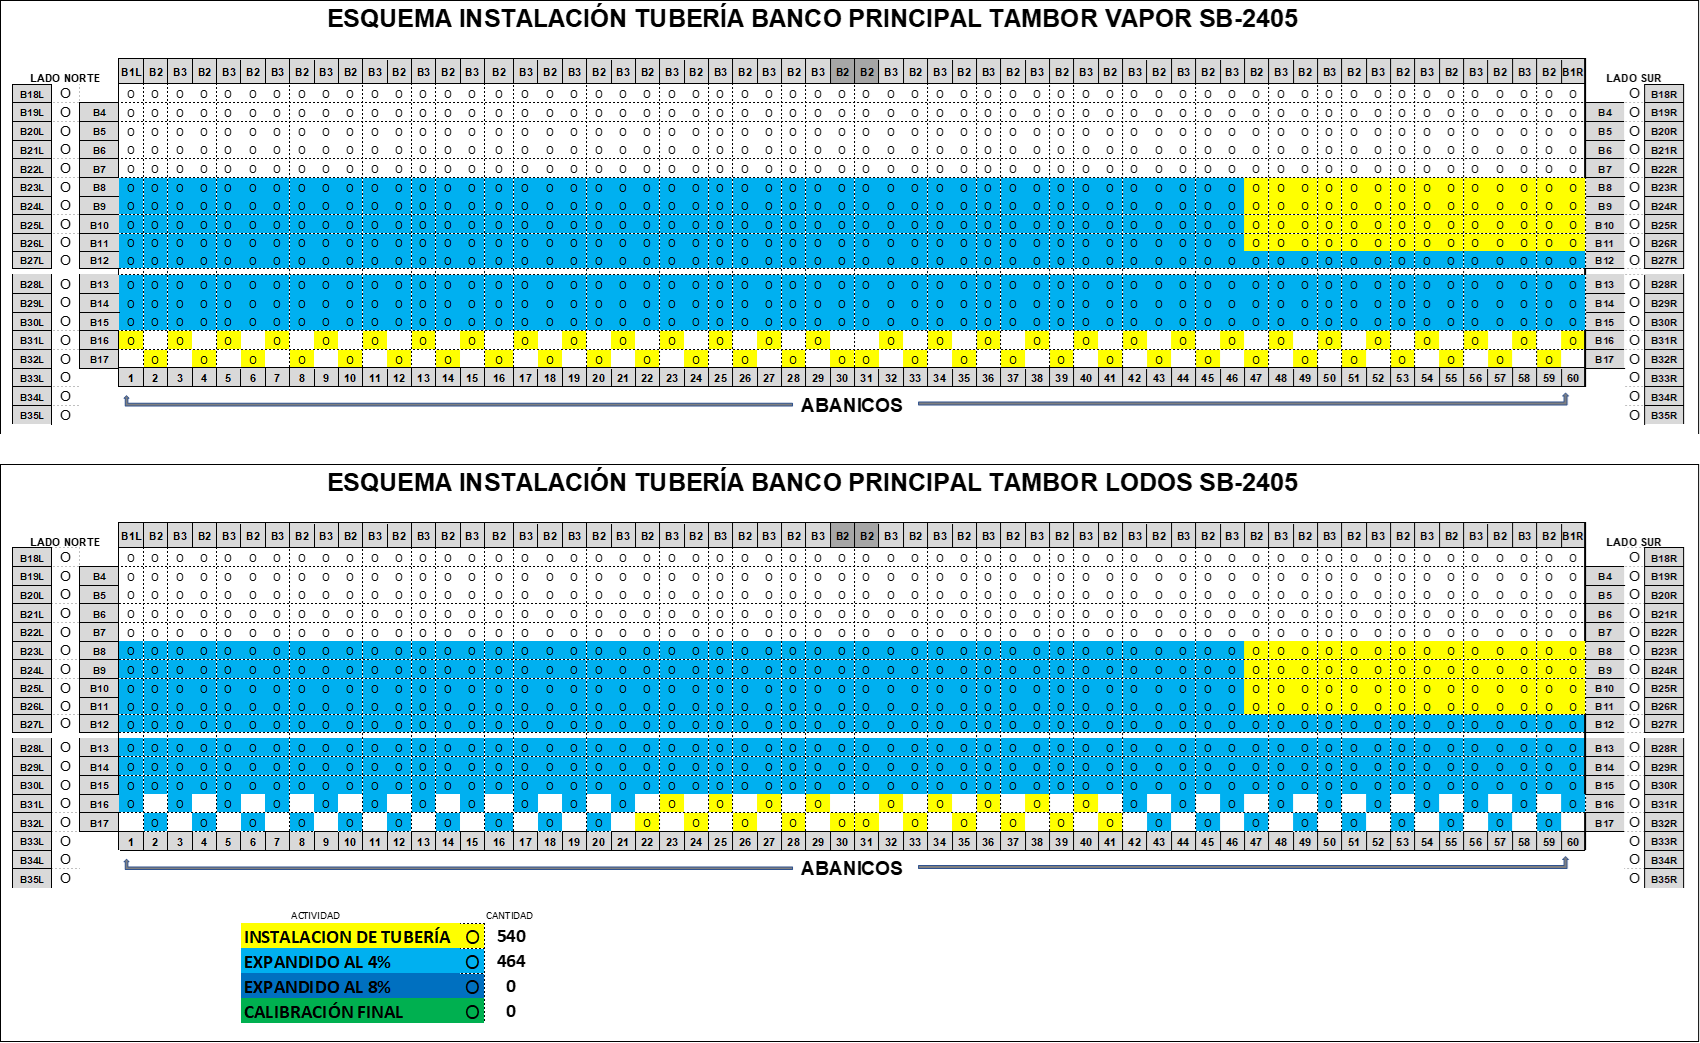 ESQUEMA INSTALACIÓN TUBERÍA BANCO PRINCIPAL TAMBOR VAPOR SB-2405
LADO NORTE B1L B2 B3 B2 B3 B2 B3 B2 B3 B2 B3 B2 B3 B2 B3 B2 B3 B2 B3 B2 B3 B2 B3 B2 B3 B2 B3 B2 B3 B2 B2 B3 B2 B3 B2 B3 B2 B3 B2 B3 B2 B3 B2 B3 B2 B3 B2 B3 B2 B3 B2 B3 B2 B3 B2 B3 B2 B3 B2 B1R LADO SUR
B18L O O O O O O O O O O O O O O O O O O O O O O O O O O O O O O O O O O O O O O O O O O O O O O O O O O O O O O O O O O O O O O B18R
B19L O B4 O O O O O O O O O O O O O O O O O O O O O O O O O O O O O O O O O O O O O O O O O O O O O O O O O O O O O O O O O O O O B4 O B19R
B20L O B5 O O O O O O O O O O O O O O O O O O O O O O O O O O O O O O O O O O O O O O O O O O O O O O O O O O O O O O O O O O O O B5 O B20R
B21L O B6 O O O O O O O O O O O O O O O O O O O O O O O O O O O O O O O O O O O O O O O O O O O O O O O O O O O O O O O O O O O O B6 O B21R
B22L O B7 O O O O O O O O O O O O O O O O O O O O O O O O O O O O O O O O O O O O O O O O O O O O O O O O O O O O O O O O O O O O B7 O B22R
B23L O B8 O O O O O O O O O O O O O O O O O O O O O O O O O O O O O O O O O O O O O O O O O O O O O O O O O O O O O O O O O O O O B8 O B23R
B24L O B9 O O O O O O O O O O O O O O O O O O O O O O O O O O O O O O O O O O O O O O O O O O O O O O O O O O O O O O O O O O O O B9 O B24R
B25L O B10 O O O O O O O O O O O O O O O O O O O O O O O O O O O O O O O O O O O O O O O O O O O O O O O O O O O O O O O O O O O O B10 O B25R
B26L O B11 O O O O O O O O O O O O O O O O O O O O O O O O O O O O O O O O O O O O O O O O O O O O O O O O O O O O O O O O O O O O B11 O B26R
B27L O B12 O O O O O O O O O O O O O O O O O O O O O O O O O O O O O O O O O O O O O O O O O O O O O O O O O O O O O O O O O O O O B12 O B27R
B28L O B13 O O O O O O O O O O O O O O O O O O O O O O O O O O O O O O O O O O O O O O O O O O O O O O O O O O O O O O O O O O O O B13 O B28R
B29L O B14 O O O O O O O O O O O O O O O O O O O O O O O O O O O O O O O O O O O O O O O O O O O O O O O O O O O O O O O O O O O O B14 O B29R
B30L O B15 O O O O O O O O O O O O O O O O O O O O O O O O O O O O O O O O O O O O O O O O O O O O O O O O O O O O O O O O O O O O B15 O B30R
B31L O B16 O O O O O O O O O O O O O O O O O O O O O O O O O O O O O O B16 O B31R
B32L O B17 O O O O O O O O O O O O O O O O O O O O O O O O O O O O O O B17 O B32R
B33L O 1 2 3 4 5 6 7 8 9 10 11 12 13 14 15 16 17 18 19 20 21 22 23 24 25 26 27 28 29 30 31 32 33 34 35 36 37 38 39 40 41 42 43 44 45 46 47 48 49 50 51 52 53 54 55 56 57 58 59 60 O B33R
B34L O O B34R
B35L O ABANICOS O B35R
ESQUEMA INSTALACIÓN TUBERÍA BANCO PRINCIPAL TAMBOR LODOS SB-2405
LADO NORTE B1L B2 B3 B2 B3 B2 B3 B2 B3 B2 B3 B2 B3 B2 B3 B2 B3 B2 B3 B2 B3 B2 B3 B2 B3 B2 B3 B2 B3 B2 B2 B3 B2 B3 B2 B3 B2 B3 B2 B3 B2 B3 B2 B3 B2 B3 B2 B3 B2 B3 B2 B3 B2 B3 B2 B3 B2 B3 B2 B1R LADO SUR
B18L O O O O O O O O O O O O O O O O O O O O O O O O O O O O O O O O O O O O O O O O O O O O O O O O O O O O O O O O O O O O O O B18R
B19L O B4 O O O O O O O O O O O O O O O O O O O O O O O O O O O O O O O O O O O O O O O O O O O O O O O O O O O O O O O O O O O O B4 O B19R
B20L O B5 O O O O O O O O O O O O O O O O O O O O O O O O O O O O O O O O O O O O O O O O O O O O O O O O O O O O O O O O O O O O B5 O B20R
B21L O B6 O O O O O O O O O O O O O O O O O O O O O O O O O O O O O O O O O O O O O O O O O O O O O O O O O O O O O O O O O O O O B6 O B21R
B22L O B7 O O O O O O O O O O O O O O O O O O O O O O O O O O O O O O O O O O O O O O O O O O O O O O O O O O O O O O O O O O O O B7 O B22R
B23L O B8 O O O O O O O O O O O O O O O O O O O O O O O O O O O O O O O O O O O O O O O O O O O O O O O O O O O O O O O O O O O O B8 O B23R
B24L O B9 O O O O O O O O O O O O O O O O O O O O O O O O O O O O O O O O O O O O O O O O O O O O O O O O O O O O O O O O O O O O B9 O B24R
B25L O B10 O O O O O O O O O O O O O O O O O O O O O O O O O O O O O O O O O O O O O O O O O O O O O O O O O O O O O O O O O O O O B10 O B25R
B26L O B11 O O O O O O O O O O O O O O O O O O O O O O O O O O O O O O O O O O O O O O O O O O O O O O O O O O O O O O O O O O O O B11 O B26R
B27L O B12 O O O O O O O O O O O O O O O O O O O O O O O O O O O O O O O O O O O O O O O O O O O O O O O O O O O O O O O O O O O O B12 O B27R
B28L O B13 O O O O O O O O O O O O O O O O O O O O O O O O O O O O O O O O O O O O O O O O O O O O O O O O O O O O O O O O O O O O B13 O B28R
B29L O B14 O O O O O O O O O O O O O O O O O O O O O O O O O O O O O O O O O O O O O O O O O O O O O O O O O O O O O O O O O O O O B14 O B29R
B30L O B15 O O O O O O O O O O O O O O O O O O O O O O O O O O O O O O O O O O O O O O O O O O O O O O O O O O O O O O O O O O O O B15 O B30R
B31L O B16 O O O O O O O O O O O O O O O O O O O O O O O O O O O O O O B16 O B31R
B32L O B17 O O O O O O O O O O O O O O O O O O O O O O O O O O O O O O B17 O B32R
B33L O 1 2 3 4 5 6 7 8 9 10 11 12 13 14 15 16 17 18 19 20 21 22 23 24 25 26 27 28 29 30 31 32 33 34 35 36 37 38 39 40 41 42 43 44 45 46 47 48 49 50 51 52 53 54 55 56 57 58 59 60 O B33R
B34L O ABANICOS O B34R
B35L O O B35R
ACTIVIDAD CANTIDAD
INSTALACION DE TUBERÍA O 540
EXPANDIDO AL 4% O 464
EXPANDIDO AL 8% O 0
CALIBRACIÓN FINAL O 0